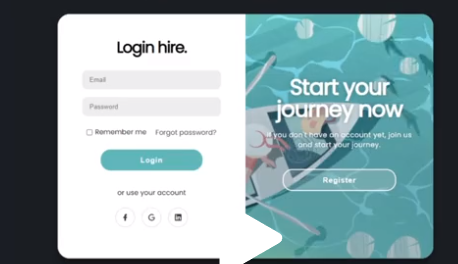 Login hire.
Email
Password
Remember me Forgot password?
Login
or use your account
f G in
Start your
journey now
if you don't have an account yet, join us
and start your journey.
Register